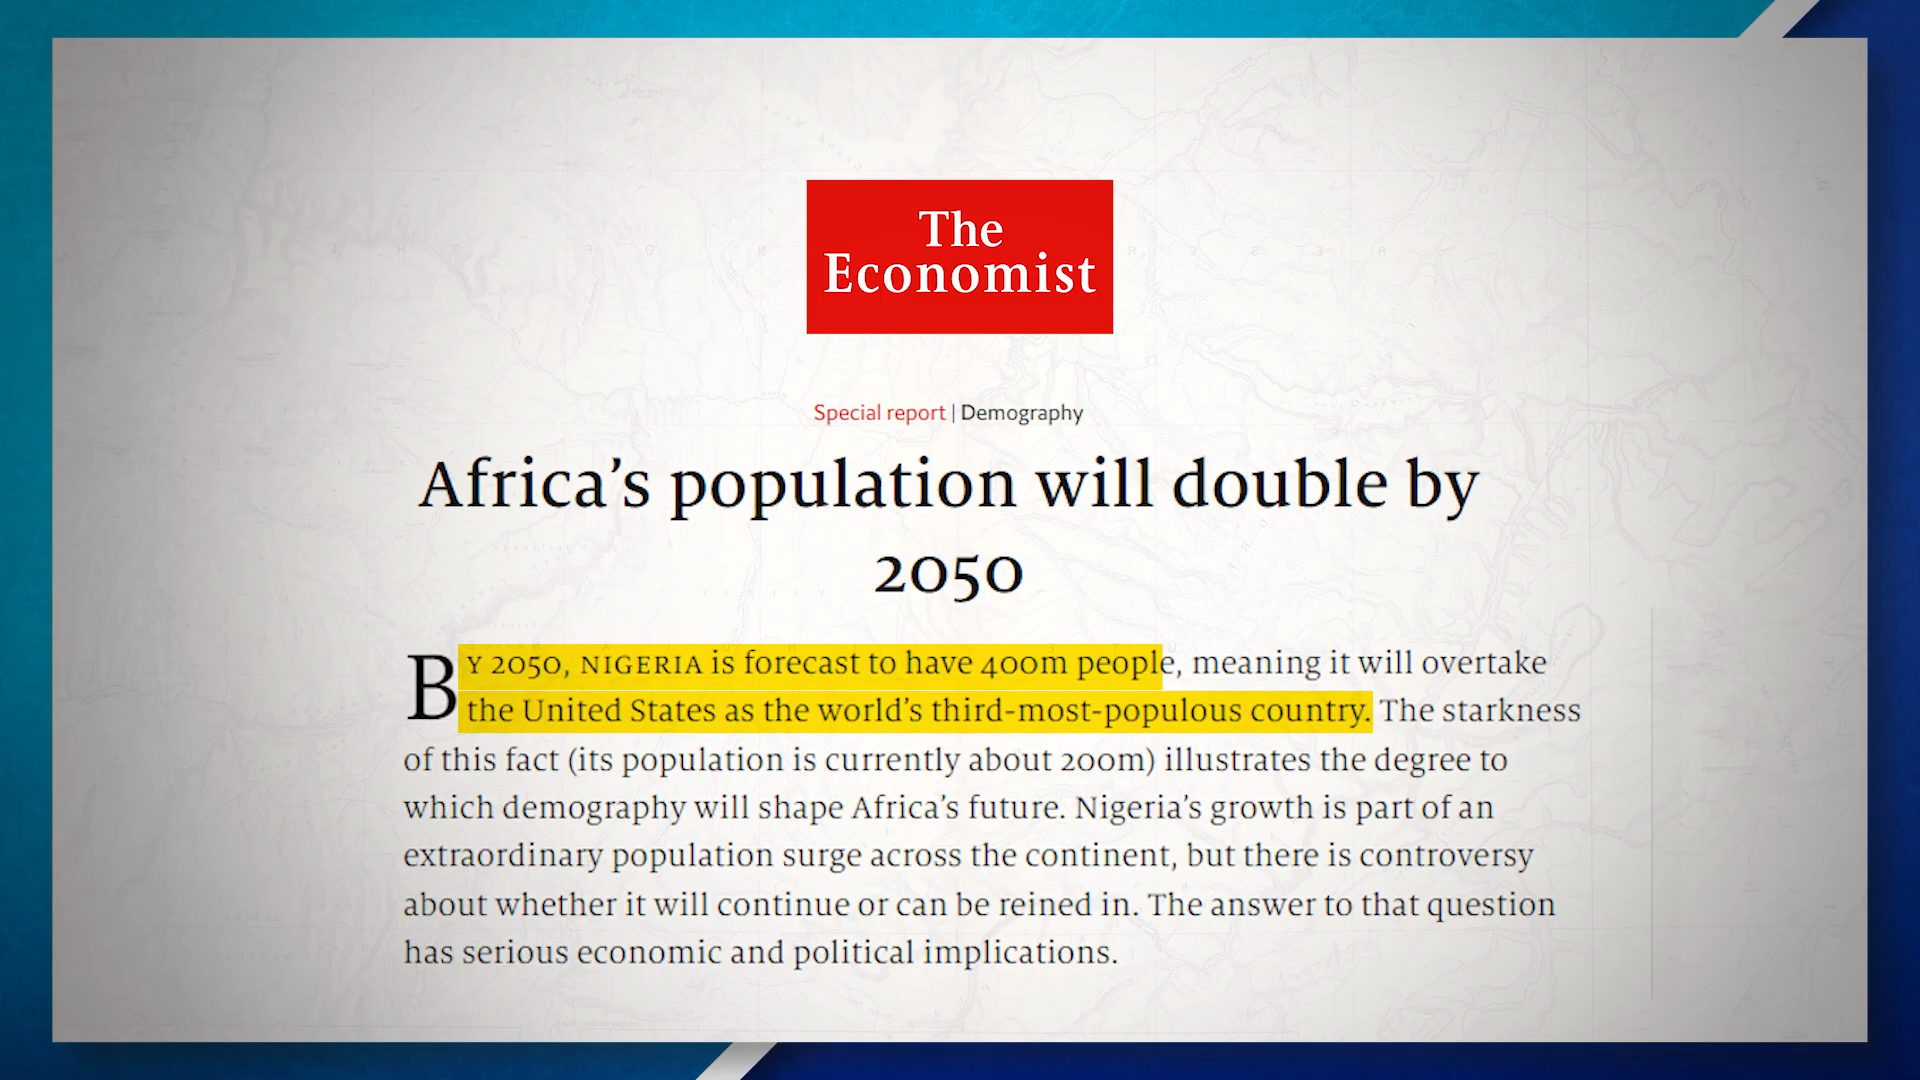 The
Economist
Special report | Demography
Africa’s population will double by
2050
BY 2050, NIGERIA is forecast to have 400m people, meaning it will overtake
the United States as the world’s third-most-populous country. The starkness
of this fact (its population is currently about 200m) illustrates the degree to
which demography will shape Africa’s future. Nigeria’s growth is part of an
extraordinary population surge across the continent, but there is controversy
about whether it will continue or can be reined in. The answer to that question
has serious economic and political implications.